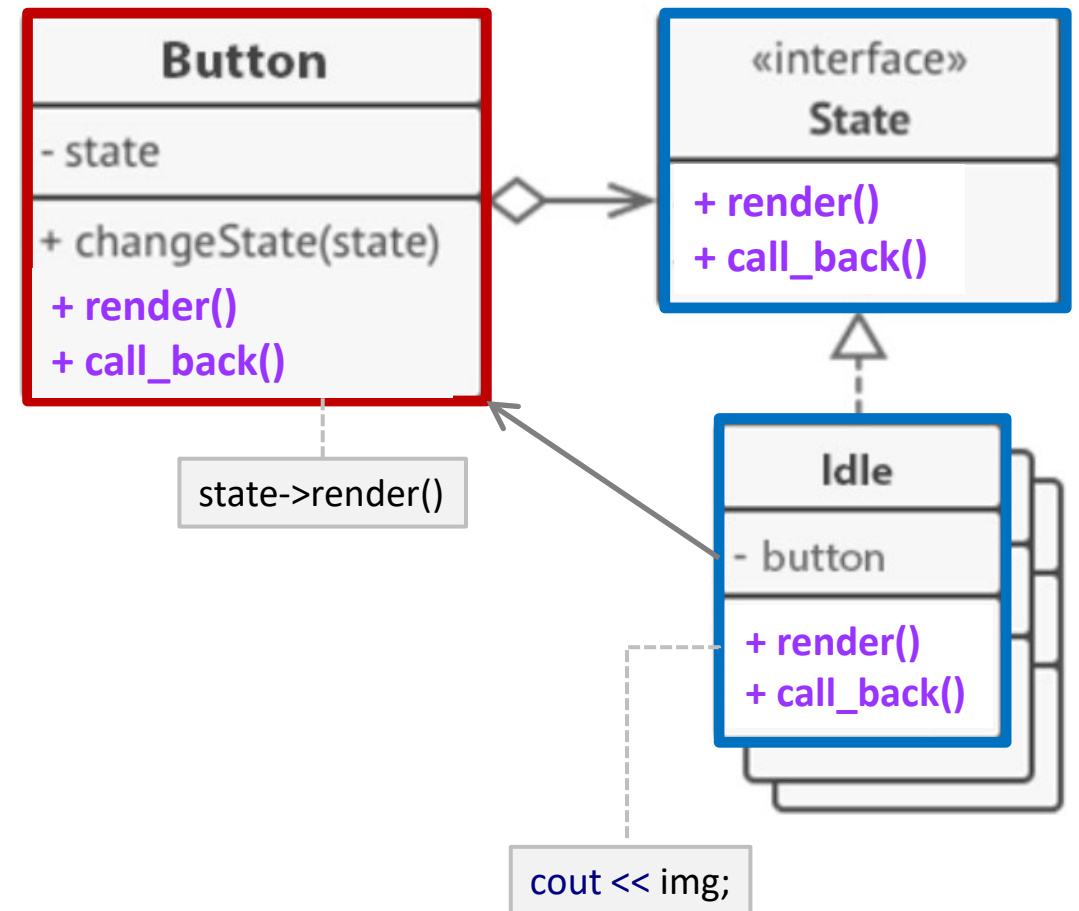 Button
- state
+ changeState(state)
+ render()
+ call_back()
state->render()
«interface»
State
+ render()
+ call_back()
Idle
- button
+ render()
+ call_back()
cout << img;